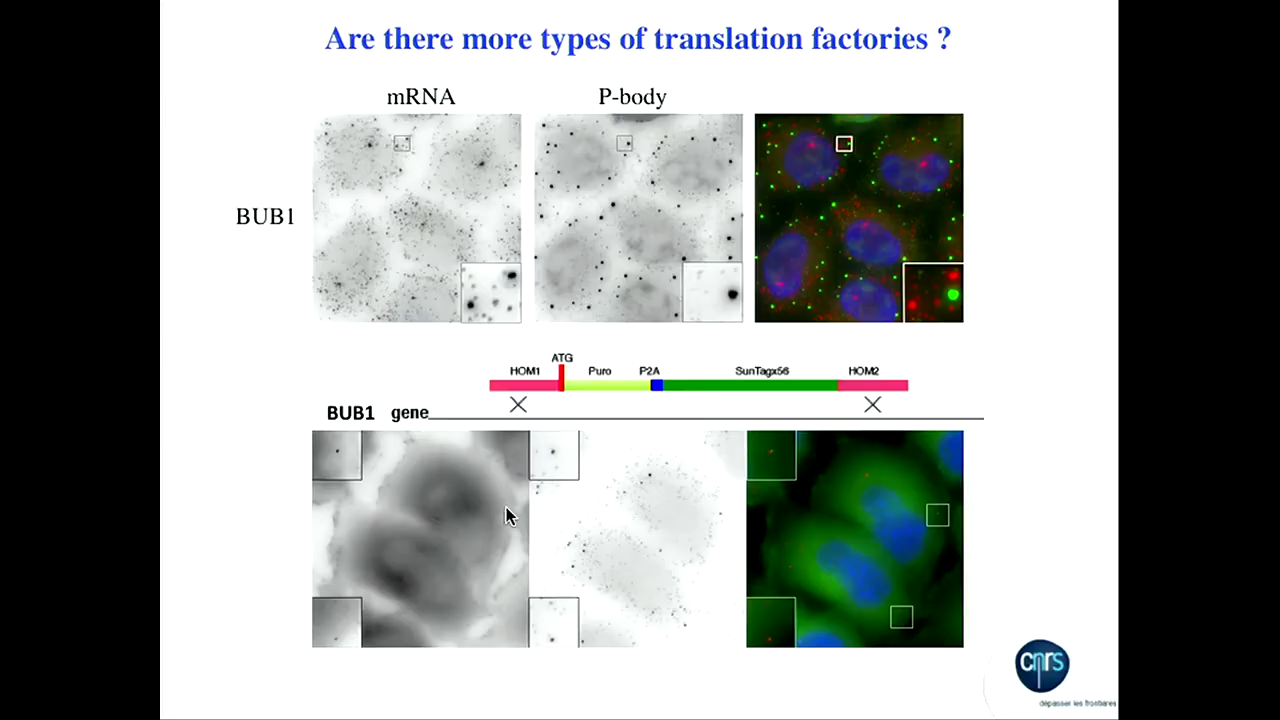 Are there more types of translation factories ?
mRNA
P-body
BUB1
ATG
HOM1
Puro
P2A
SunTagx56
HOM2
BUB1 gene
cnrs
dépasser les frontières